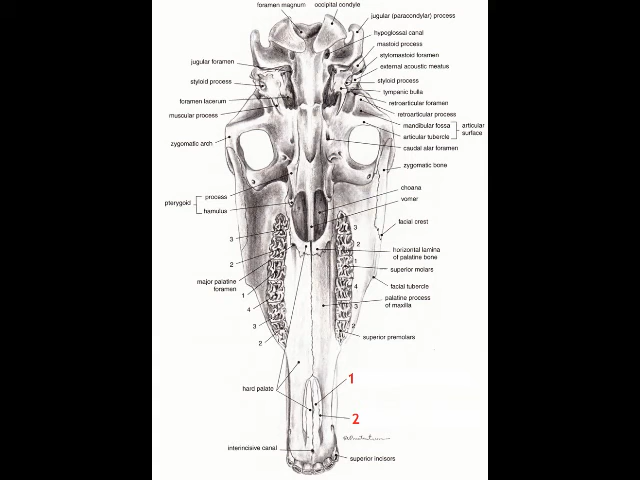 foramen magnum
occipital condyle
jugular (paracondylar) process
hypoglossal canal
mastoid process
stylomastoid foramen
external acoustic meatus
jugular foramen
styloid process
styloid process
tympanic bulla
foramen lacerum
retroarticular foramen
muscular process
retroarticular process
mandibular fossa
articular tubercle
articular
surface
zygomatic arch
caudal alar foramen
zygomatic bone
choana
process
pterygoid
vomer
hamulus
facial crest
3
3
2
2
horizontal lamina
of palatine bone
1
superior molars
major palatine
foramen
4
facial tubercle
1
palatine process
of maxilla
3
4
3
2
superior premolars
2
1
hard palate
2
interincisive canal
superior incisors